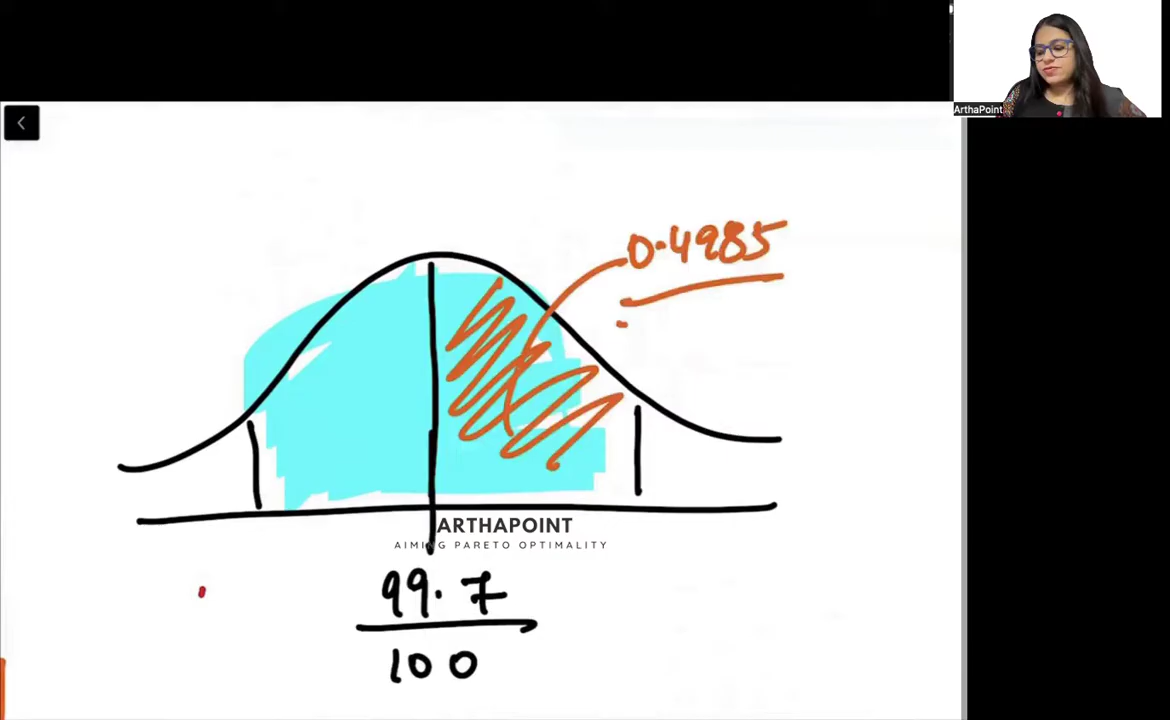 ArthaPoint
0.4985
ARTHAPOINT
AIMING PARETO OPTIMALITY
99.7
100